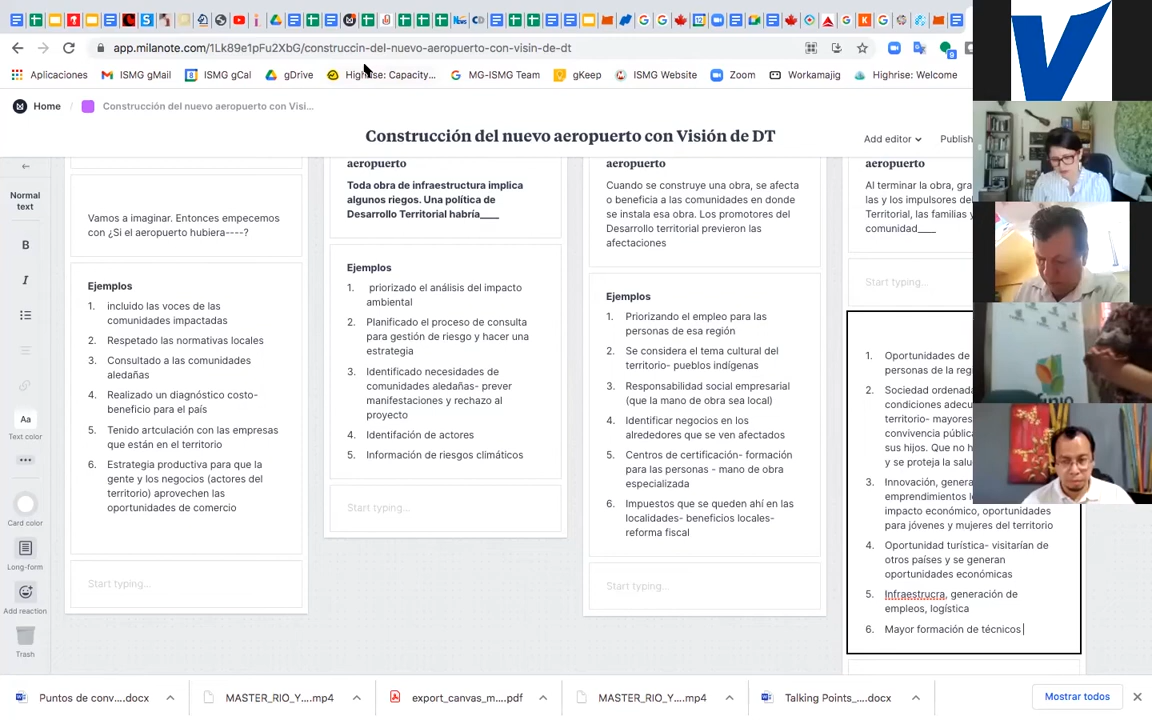 app.milanote.com/1Lk89e1pFu2XbG/construccin-del-nuevo-aeropuerto-con-visin-de-dt
Aplicaciones
ISMG gMail
ISMG gCal
gDrive
Highrise: Capacity...
MG-ISMG Team
gKeep
ISMG Website
Zoom
Workamajig
Highrise: Welcome
Home / Construcción del nuevo aeropuerto con Visi...
Construcción del nuevo aeropuerto con Visión de DT
Add editor
Publish
Normal
text
B
I
Aa
Text color
Card color
Long-form
Add reaction
Trash
Vamos a imaginar. Entonces empecemos
con ¿Si el aeropuerto hubiera----?
Ejemplos
1. incluido las voces de las
comunidades impactadas
2. Respetado las normativas locales
3. Consultado a las comunidades
aledañas
4. Realizado un diagnóstico costo-
beneficio para el país
5. Tenido artculación con las empresas
que están en el territorio
6. Estrategia productiva para que la
gente y los negocios (actores del
territorio) aprovechen las
oportunidades de comercio
Start typing...
aeropuerto
Toda obra de infraestructura implica
algunos riegos. Una política de
Desarrollo Territorial habría____
Ejemplos
1. priorizado el análisis del impacto
ambiental
2. Planificado el proceso de consulta
para gestión de riesgo y hacer una
estrategia
3. Identificado necesidades de
comunidades aledañas- prever
manifestaciones y rechazo al
proyecto
4. Identifación de actores
5. Información de riesgos climáticos
Start typing...
aeropuerto
Cuando se construye una obra, se afecta
o beneficia a las comunidades en donde
se instala esa obra. Los promotores del
Desarrollo territorial previeron las
afectaciones
Ejemplos
1. Priorizando el empleo para las
personas de esa región
2. Se considera el tema cultural del
territorio- pueblos indígenas
3. Responsabilidad social empresarial
(que la mano de obra sea local)
4. Identificar negocios en los
alrededores que se ven afectados
5. Centros de certificación- formación
para las personas - mano de obra
especializada
6. Impuestos que se queden ahí en las
localidades- beneficios locales-
reforma fiscal
Start typing...
aeropuerto
Al terminar la obra, gra
las y los impulsores del
Territorial, las familias y
comunidad____
Start typing...
1. Oportunidades de
personas de la reg
2. Sociedad ordenada
condiciones adecu
territorio- mayores
convivencia pública
sus hijos. Que no h
y se proteja la salu
3. Innovación, genera
emprendimientos l
impacto económico, oportunidades
para jóvenes y mujeres del territorio
4. Oportunidad turística- visitarían de
otros países y se generan
oportunidades económicas
5. Infraestrucra, generación de
empleos, logística
6. Mayor formación de técnicos
Puntos de conv....docx
MASTER_RIO_Y....mp4
export_canvas_m....pdf
MASTER_RIO_Y....mp4
Talking Points_....docx
Mostrar todos